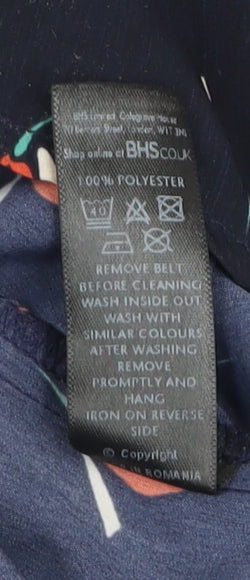 BHS Limited Colegrave House
70 Berners Street, London, W1T 3NL
Shop online at BHS.CO.UK
100% POLYESTER
40
REMOVE BELT
BEFORE CLEANING
WASH INSIDE OUT
WASH WITH
SIMILAR COLOURS
AFTER WASHING
REMOVE
PROMPTLY AND
HANG
IRON ON REVERSE
SIDE
© Copyright
IN ROMANIA